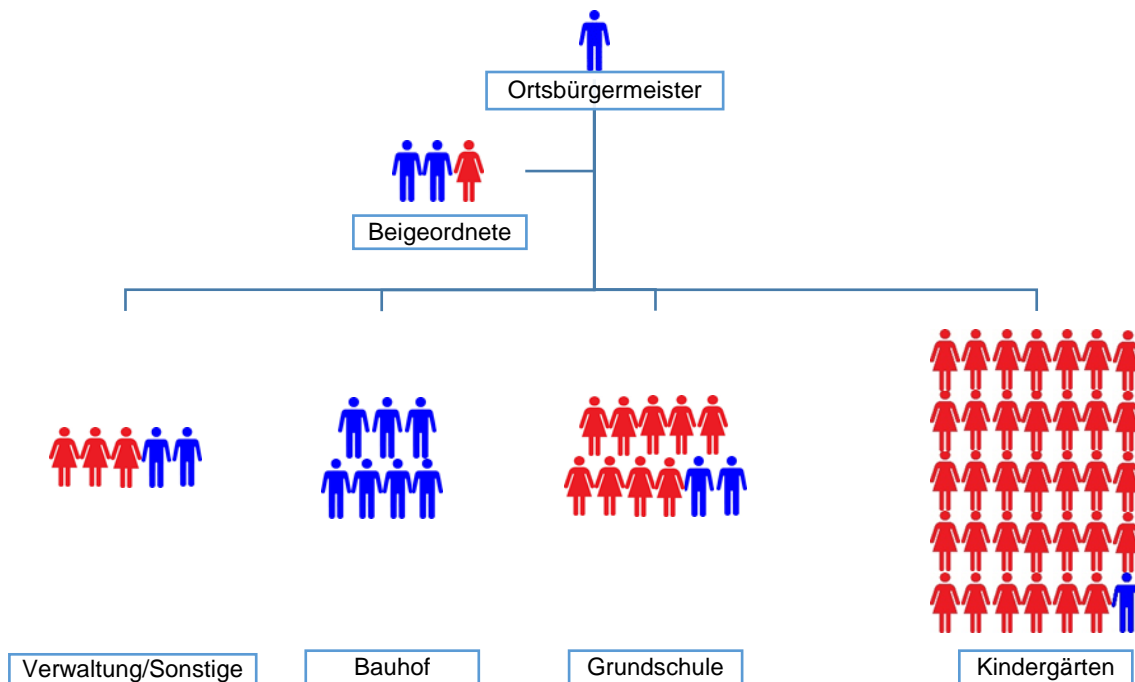 Ortsbürgermeister
Beigeordnete
Verwaltung/Sonstige
Bauhof
Grundschule
Kindergärten